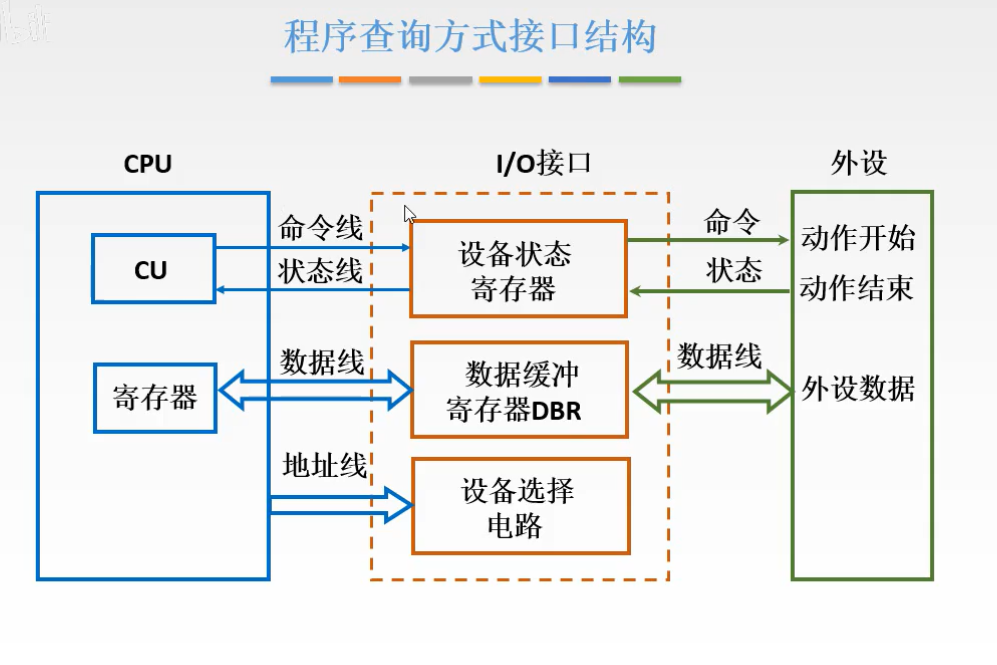 程序查询方式接口结构
CPU
I/O接口
外设
命令线
命令
CU
状态线
设备状态
寄存器
状态
动作开始
动作结束
数据线
数据线
寄存器
数据缓冲
寄存器DBR
外设数据
地址线
设备选择
电路